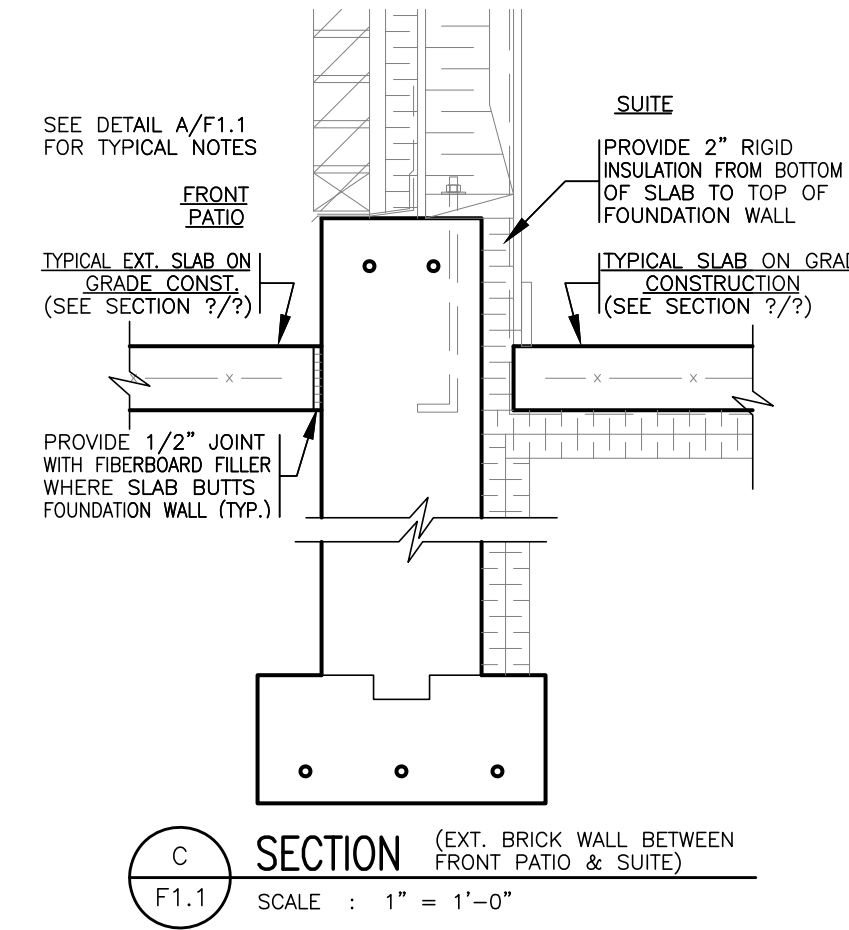 SEE DETAIL A/F1.1
FOR TYPICAL NOTES
FRONT
PATIO
TYPICAL EXT. SLAB ON
GRADE CONST.
(SEE SECTION ?/?)
PROVIDE 1/2" JOINT
WITH FIBERBOARD FILLER
WHERE SLAB BUTTS
FOUNDATION WALL (TYP.)
SUITE
PROVIDE 2" RIGID
INSULATION FROM BOTTOM
OF SLAB TO TOP OF
FOUNDATION WALL
TYPICAL SLAB ON GRAD
CONSTRUCTION
(SEE SECTION ?/?)
x x x x
C
F1.1
SECTION
(EXT. BRICK WALL BETWEEN
FRONT PATIO & SUITE)
SCALE : 1" = 1'-0"